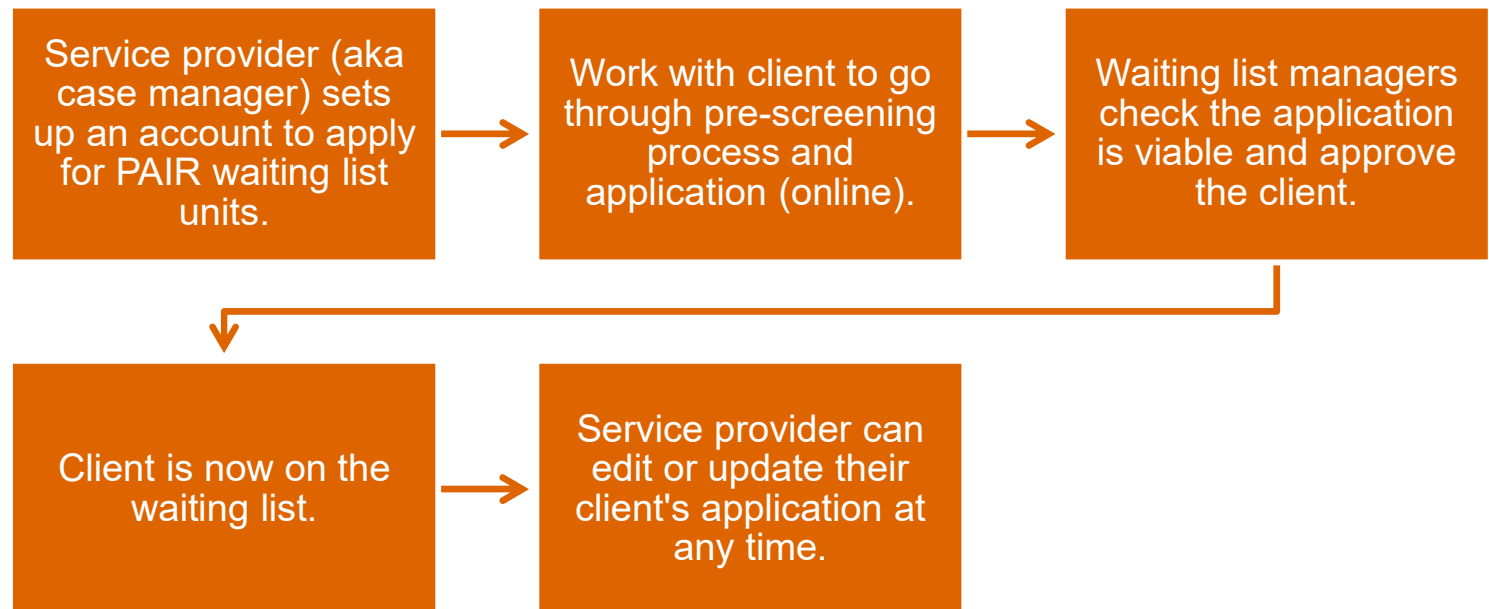 Service provider (aka
case manager) sets
up an account to apply
for PAIR waiting list
units.
Work with client to go
through pre-screening
process and
application (online).
Waiting list managers
check the application
is viable and approve
the client.
Client is now on the
waiting list.
Service provider can
edit or update their
client's application at
any time.